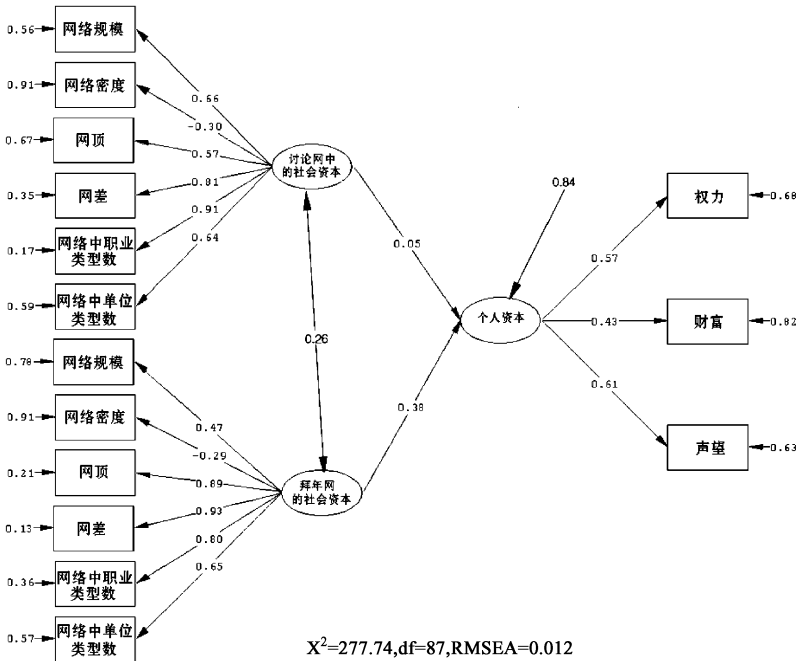 0.56
网络规模
0.91
网络密度
0.67
网顶
0.35
网差
0.17
网络中职业
类型数
0.59
网络中单位
类型数
0.78
网络规模
0.91
网络密度
0.21
网顶
0.13
网差
0.36
网络中职业
类型数
0.57
网络中单位
类型数
0.66
-0.30
0.57
0.81
0.91
0.64
讨论网中
的社会资本
0.26
0.47
-0.29
0.89
0.93
0.80
0.65
拜年网
的社会资本
0.05
0.38
0.84
个人资本
0.57
0.43
0.61
权力
0.68
财富
0.82
声望
0.63
X²=277.74,df=87,RMSEA=0.012